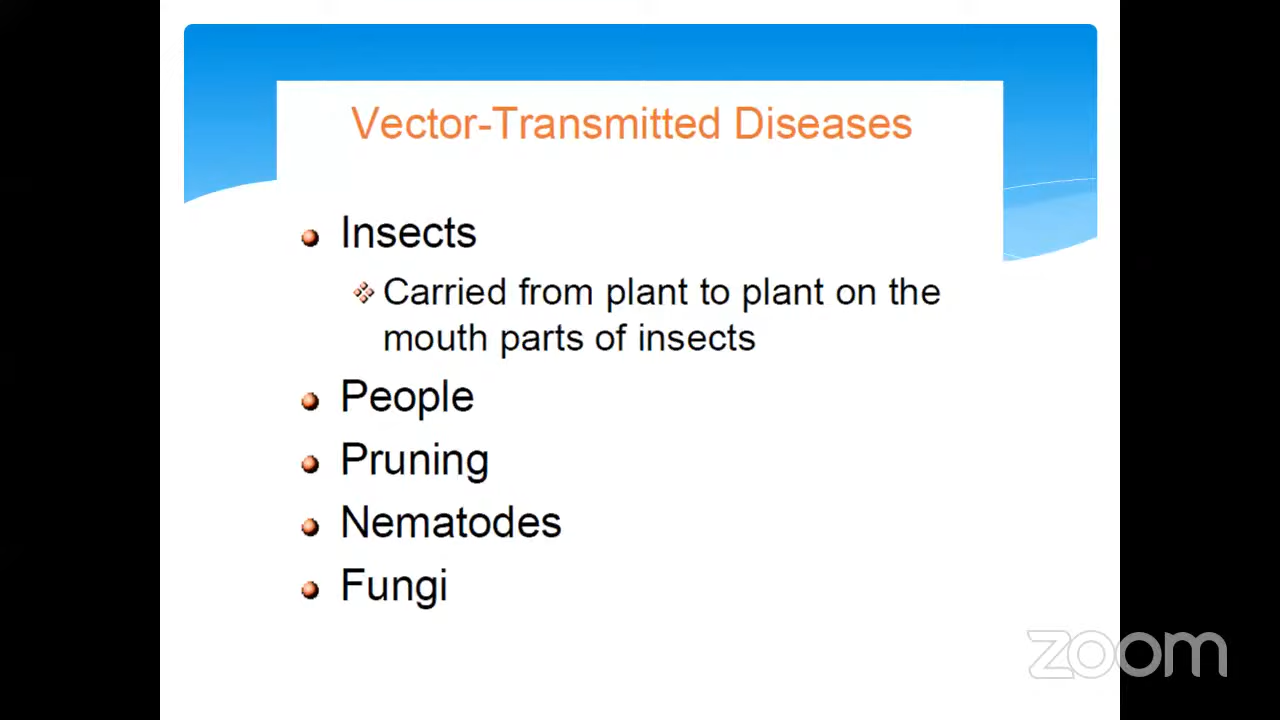 Vector-Transmitted Diseases
Insects
Carried from plant to plant on the
mouth parts of insects
People
Pruning
Nematodes
Fungi
zoom